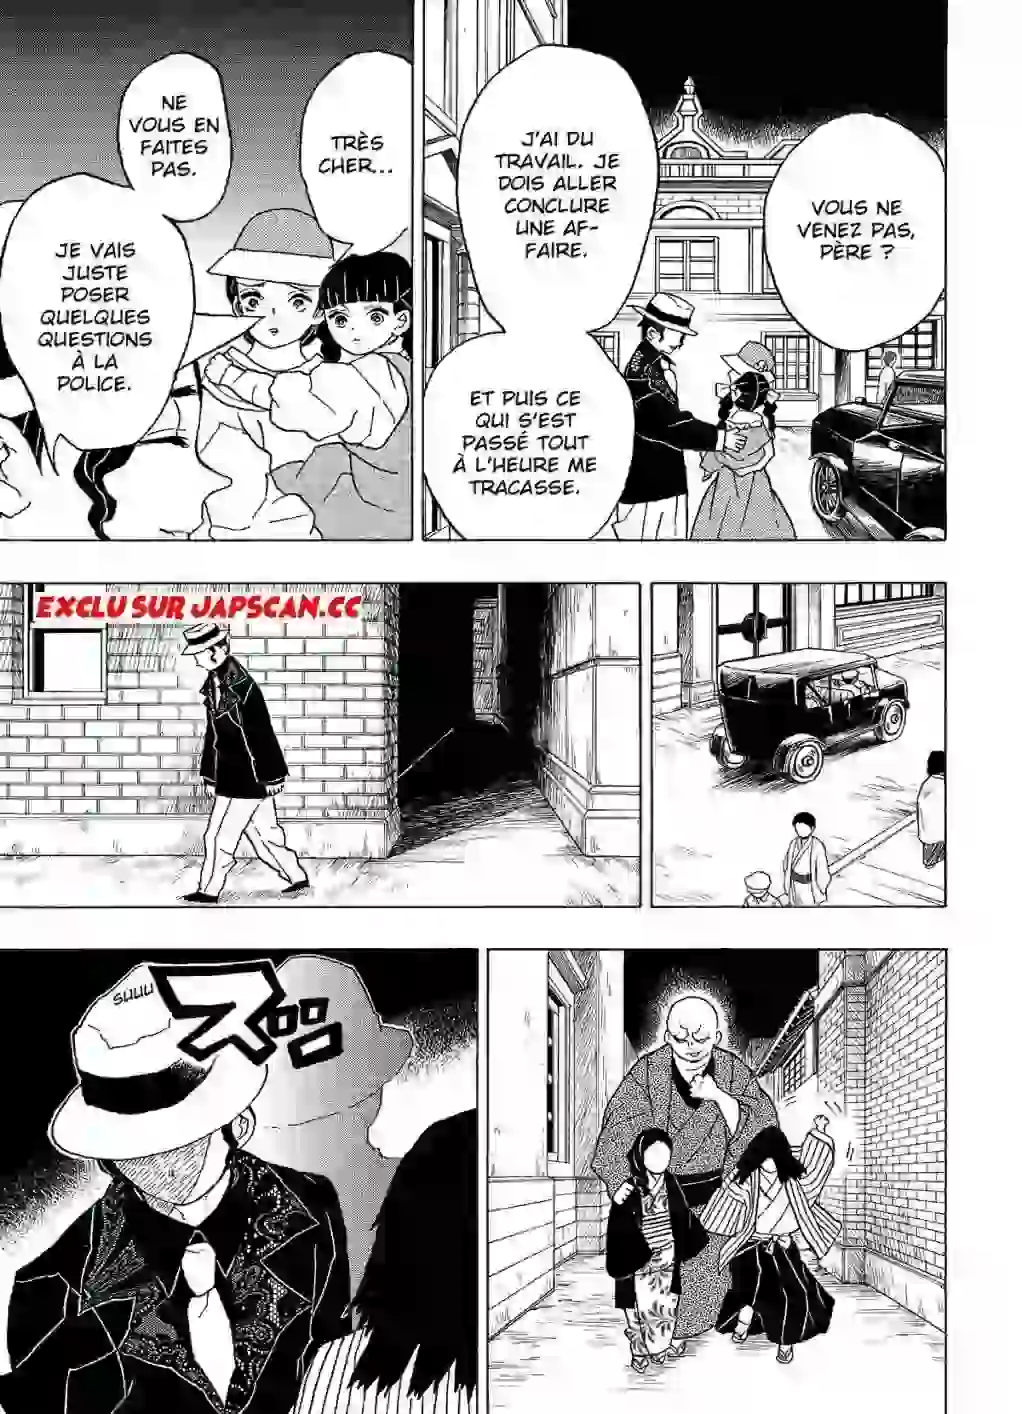 VOUS NE
VENEZ PAS,
PÈRE ?
J'AI DU
TRAVAIL. JE
DOIS ALLER
CONCLURE
UNE AF-
FAIRE.
ET PUIS CE
QUI S'EST
PASSÉ TOUT
À L'HEURE ME
TRACASSE.
TRÈS
CHER...
NE
VOUS EN
FAITES
PAS.
JE VAIS
JUSTE
POSER
QUELQUES
QUESTIONS
À LA
POLICE.
EXCLU SUR JAPSCAN.CC
SUUU